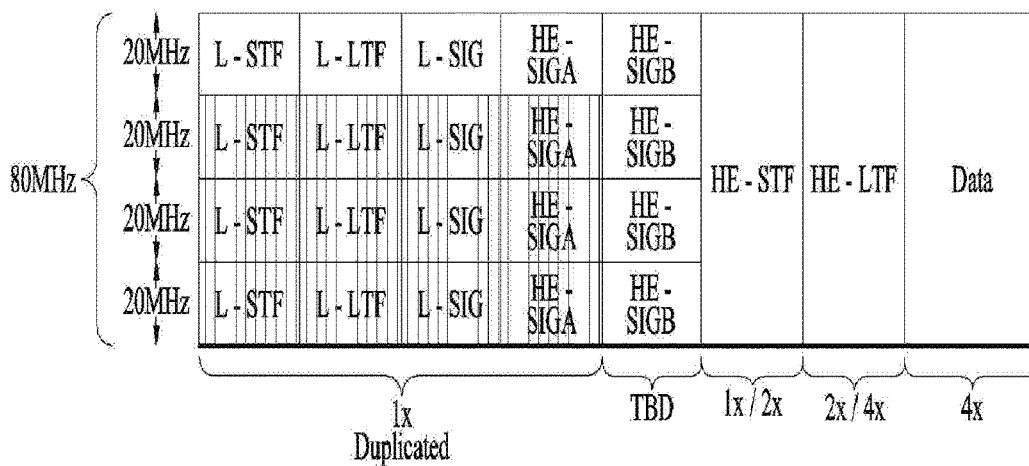 80MHz
20MHz L - STF L - LTF L - SIG HE - SIGA HE - SIGB
20MHz L - STF L - LTF L - SIG HE - SIGA HE - SIGB
20MHz L - STF L - LTF L - SIG HE - SIGA HE - SIGB
20MHz L - STF L - LTF L - SIG HE - SIGA HE - SIGB
HE - STF HE - LTF Data
1x TBD 1x / 2x 2x / 4x 4x
Duplicated